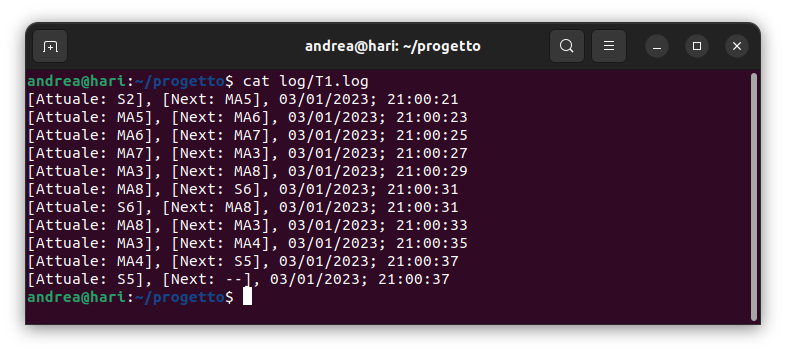 andrea@hari: ~/progetto
andrea@hari:~/progetto$ cat log/T1.log
[Attuale: S2], [Next: MA5], 03/01/2023; 21:00:21
[Attuale: MA5], [Next: MA6], 03/01/2023; 21:00:23
[Attuale: MA6], [Next: MA7], 03/01/2023; 21:00:25
[Attuale: MA7], [Next: MA3], 03/01/2023; 21:00:27
[Attuale: MA3], [Next: MA8], 03/01/2023; 21:00:29
[Attuale: MA8], [Next: S6], 03/01/2023; 21:00:31
[Attuale: S6], [Next: MA8], 03/01/2023; 21:00:31
[Attuale: MA8], [Next: MA3], 03/01/2023; 21:00:33
[Attuale: MA3], [Next: MA4], 03/01/2023; 21:00:35
[Attuale: MA4], [Next: S5], 03/01/2023; 21:00:37
[Attuale: S5], [Next: --], 03/01/2023; 21:00:37
andrea@hari:~/progetto$